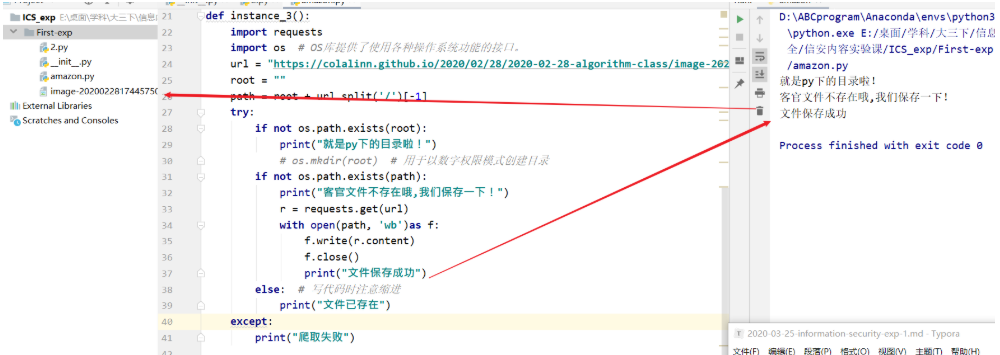 ICS_exp E:\桌面\学科\大三下\信息
First-exp
2.py
__init__.py
amazon.py
image-2020022817445750
External Libraries
Scratches and Consoles
21 def instance_3():
22 import requests
23 import os # OS库提供了使用各种操作系统功能的接口。
24 url = "https://colalinn.github.io/2020/02/28/2020-02-28-algorithm-class/image-202
25 root = ""
26 path = root + url.split('/')[-1]
27 try:
28 if not os.path.exists(root):
29 print("就是py下的目录啦！")
30 # os.mkdir(root) # 用于以数字权限模式创建目录
31 if not os.path.exists(path):
32 print("客官文件不存在哦,我们保存一下！")
33 r = requests.get(url)
34 with open(path, 'wb')as f:
35 f.write(r.content)
36 f.close()
37 print("文件保存成功")
38 else: # 写代码时注意缩进
39 print("文件已存在")
40 except:
41 print("爬取失败")
D:\ABCprogram\Anaconda\envs\python3
\python.exe E:/桌面/学科/大三下/信息
全/信安内容实验课/ICS_exp/First-exp
/amazon.py
就是py下的目录啦！
客官文件不存在哦,我们保存一下！
文件保存成功
Process finished with exit code 0
T 2020-03-25-information-security-exp-1.md - Typora
文件(F) 编辑(E) 段落(P) 格式(O) 视图(V) 主题(T) 帮助(H)